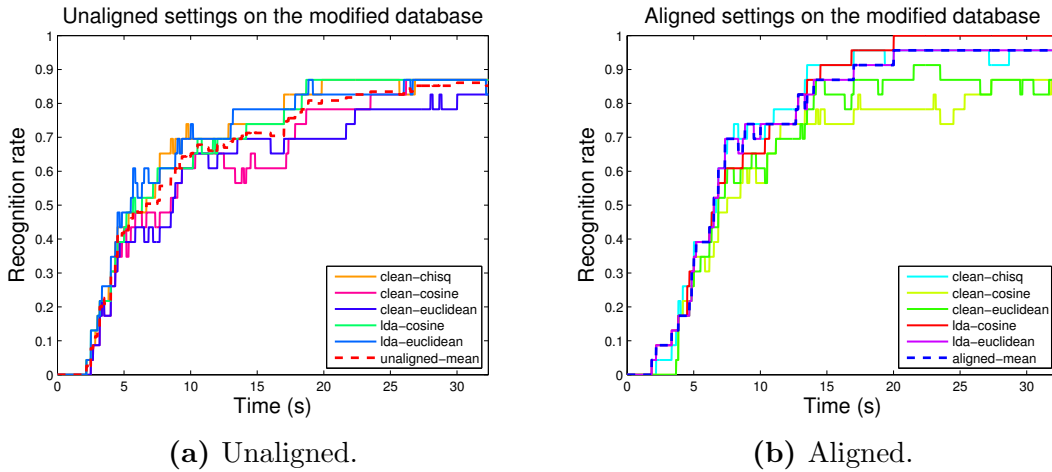 Unaligned settings on the modified database
1
0.9
0.8
0.7
0.6
0.5
0.4
0.3
0.2
0.1
0
Recognition rate
0 5 10 15 20 25 30
Time (s)
clean−chisq
clean−cosine
clean−euclidean
lda−cosine
lda−euclidean
unaligned−mean
(a) Unaligned.
Aligned settings on the modified database
1
0.9
0.8
0.7
0.6
0.5
0.4
0.3
0.2
0.1
0
Recognition rate
0 5 10 15 20 25 30
Time (s)
clean−chisq
clean−cosine
clean−euclidean
lda−cosine
lda−euclidean
aligned−mean
(b) Aligned.